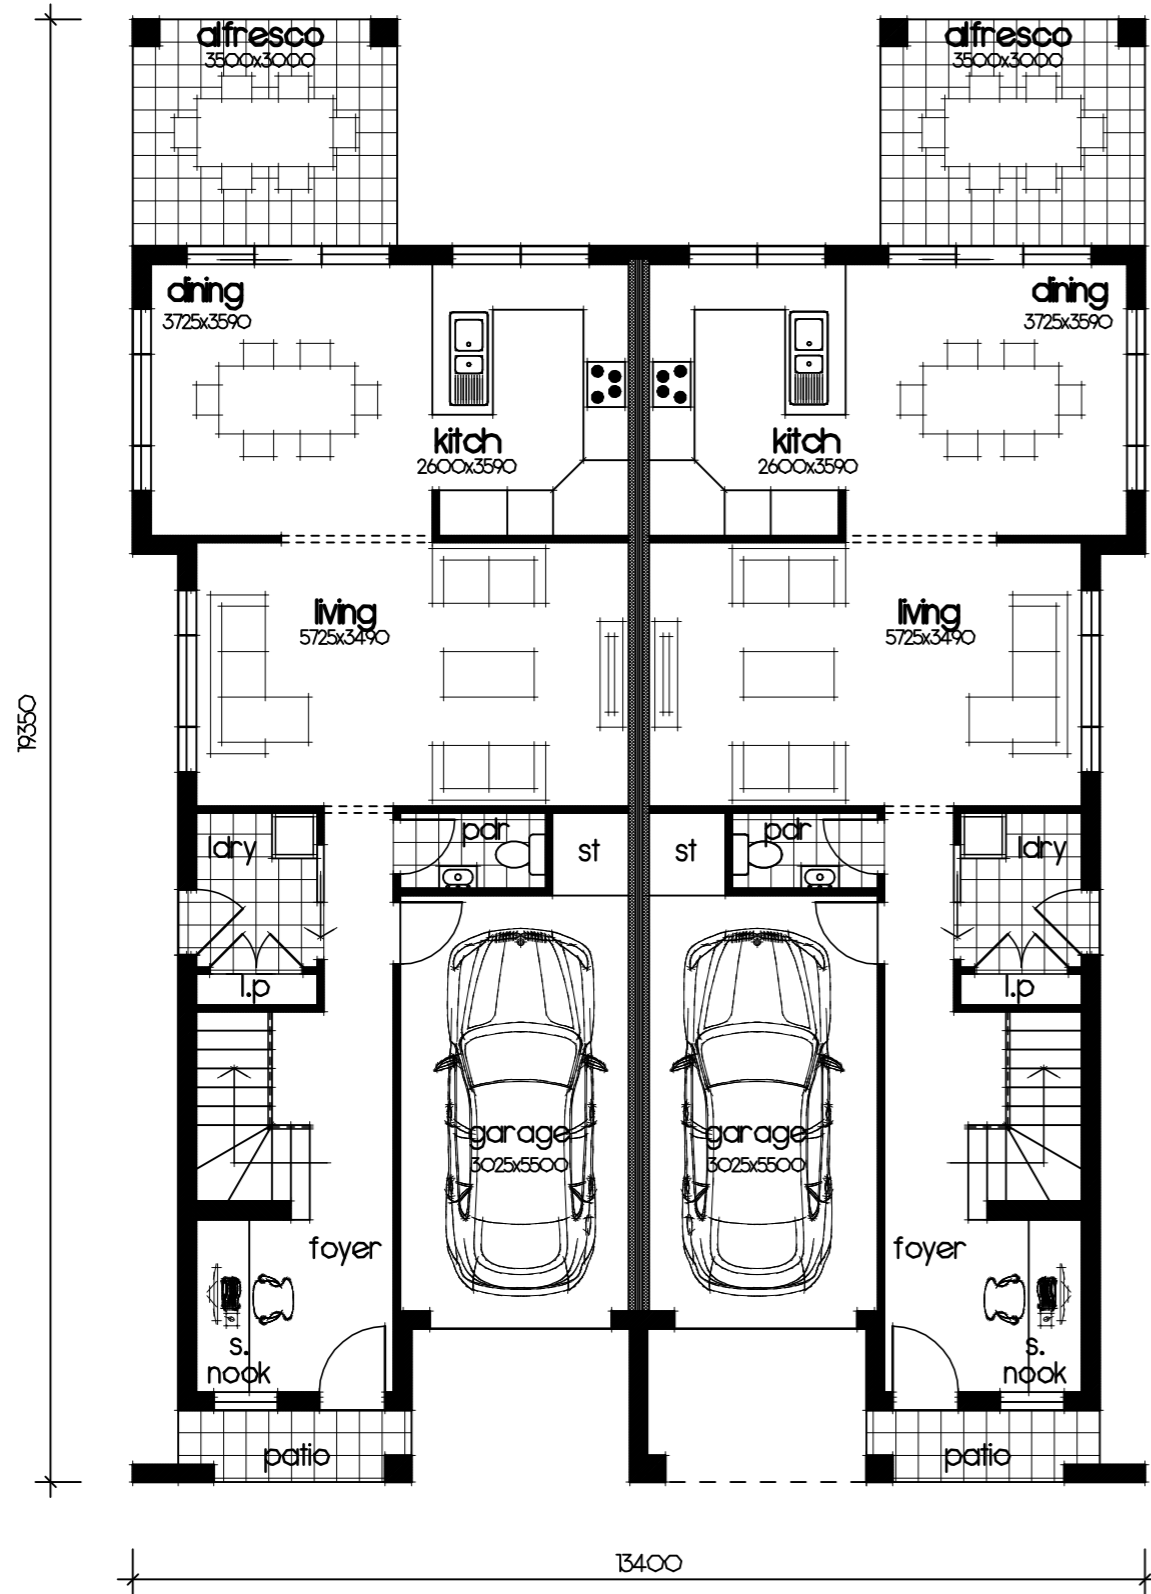 alfresco
3500x3000
alfresco
3500x3000
dining
3725x3590
dining
3725x3590
kitch
2600x3590
kitch
2600x3590
living
5725x3490
living
5725x3490
19350
ldry
pdr
st
st
pdr
ldry
l.p
l.p
garage
3025x5500
garage
3025x5500
foyer
foyer
s.
nook
s.
nook
patio
patio
13400